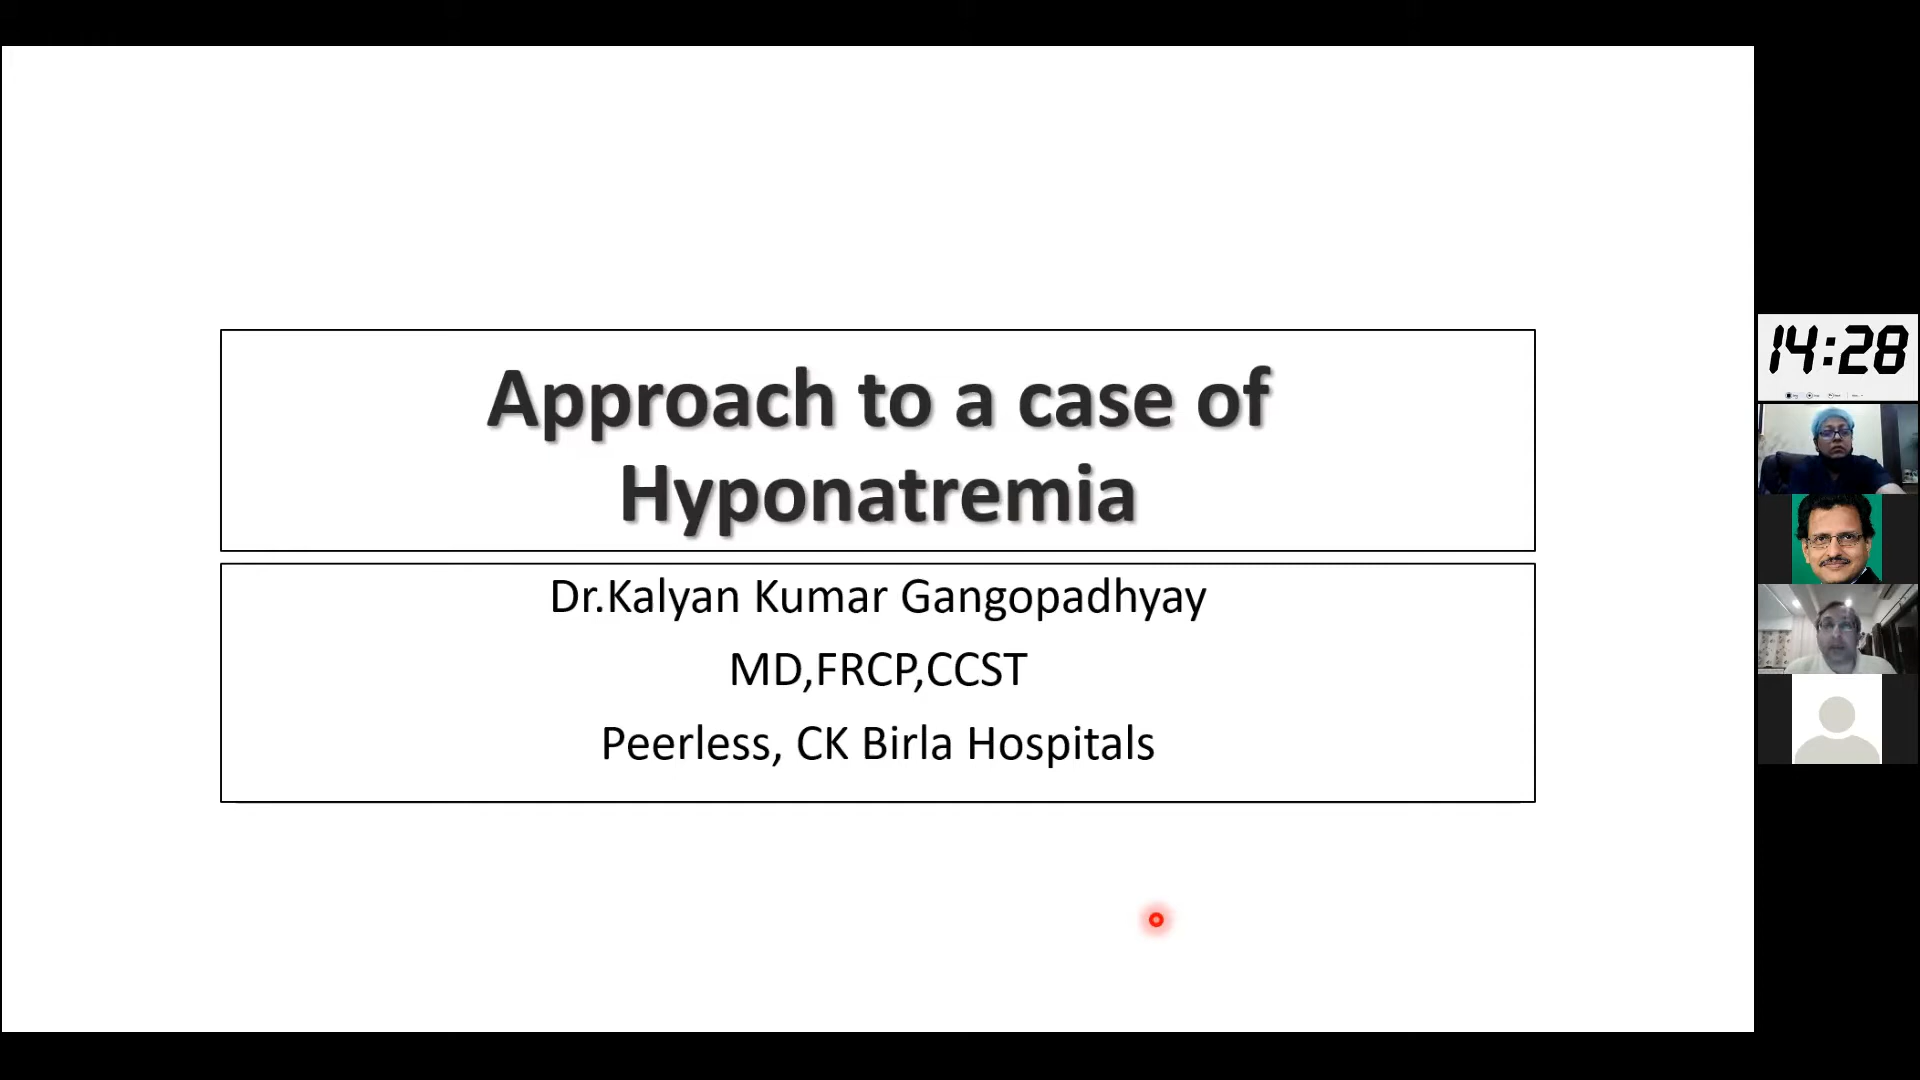 Approach to a case of
Hyponatremia
Dr.Kalyan Kumar Gangopadhyay
MD,FRCP,CCST
Peerless, CK Birla Hospitals
14:28